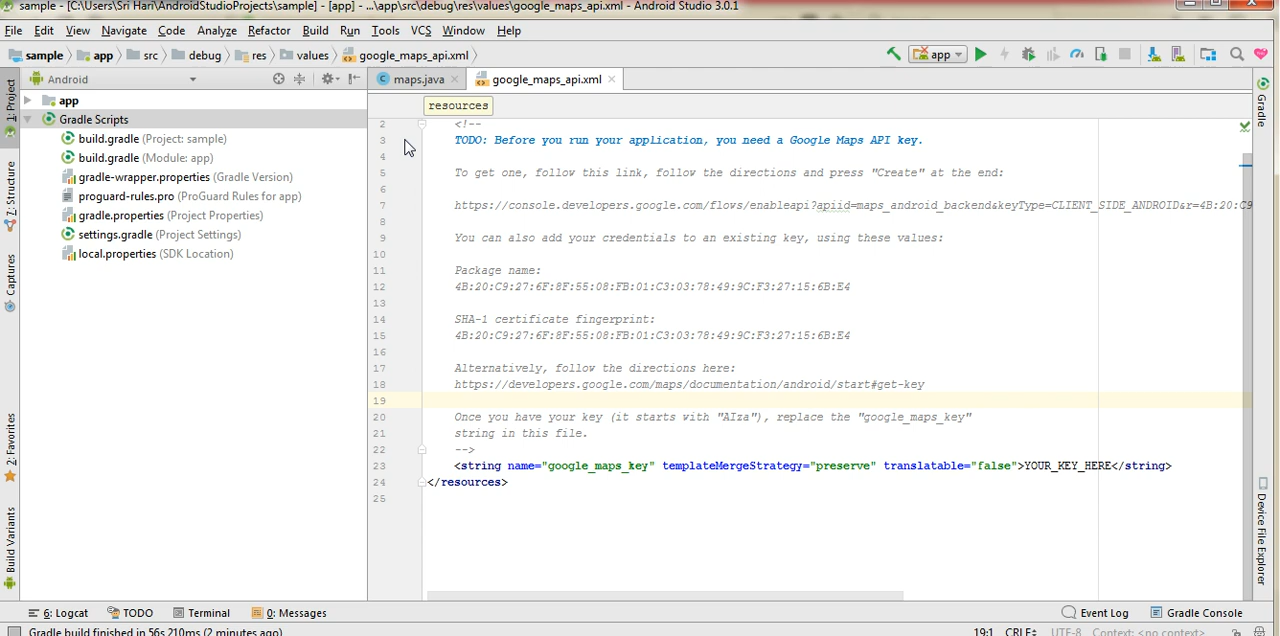 sample - [C:\Users\Sri Hari\AndroidStudioProjects\sample] - [app] - ...\app\src\debug\res\values\google_maps_api.xml - Android Studio 3.0.1
File Edit View Navigate Code Analyze Refactor Build Run Tools VCS Window Help
sample app src debug res values google_maps_api.xml app
Android maps.java google_maps_api.xml
resources
app
Gradle Scripts
build.gradle (Project: sample)
build.gradle (Module: app)
gradle-wrapper.properties (Gradle Version)
proguard-rules.pro (ProGuard Rules for app)
gradle.properties (Project Properties)
settings.gradle (Project Settings)
local.properties (SDK Location)
1: Project
7: Structure
Captures
2: Favorites
Build Variants
2 <!--
3 TODO: Before you run your application, you need a Google Maps API key.
4
5 To get one, follow this link, follow the directions and press "Create" at the end:
6
7 https://console.developers.google.com/flows/enableapi?apiid=maps_android_backend&keyType=CLIENT_SIDE_ANDROID&r=4B:20:C9
8
9 You can also add your credentials to an existing key, using these values:
10
11 Package name:
12 4B:20:C9:27:6F:8F:55:08:FB:01:C3:03:78:49:9C:F3:27:15:6B:E4
13
14 SHA-1 certificate fingerprint:
15 4B:20:C9:27:6F:8F:55:08:FB:01:C3:03:78:49:9C:F3:27:15:6B:E4
16
17 Alternatively, follow the directions here:
18 https://developers.google.com/maps/documentation/android/start#get-key
19
20 Once you have your key (it starts with "AIza"), replace the "google_maps_key"
21 string in this file.
22 -->
23 <string name="google_maps_key" templateMergeStrategy="preserve" translatable="false">YOUR_KEY_HERE</string>
24 </resources>
25
Gradle
Device File Explorer
6: Logcat TODO Terminal 0: Messages Event Log Gradle Console
Gradle build finished in 56s 210ms (2 minutes ago) 19:1 CRLF UTF-8 Context: <no context>